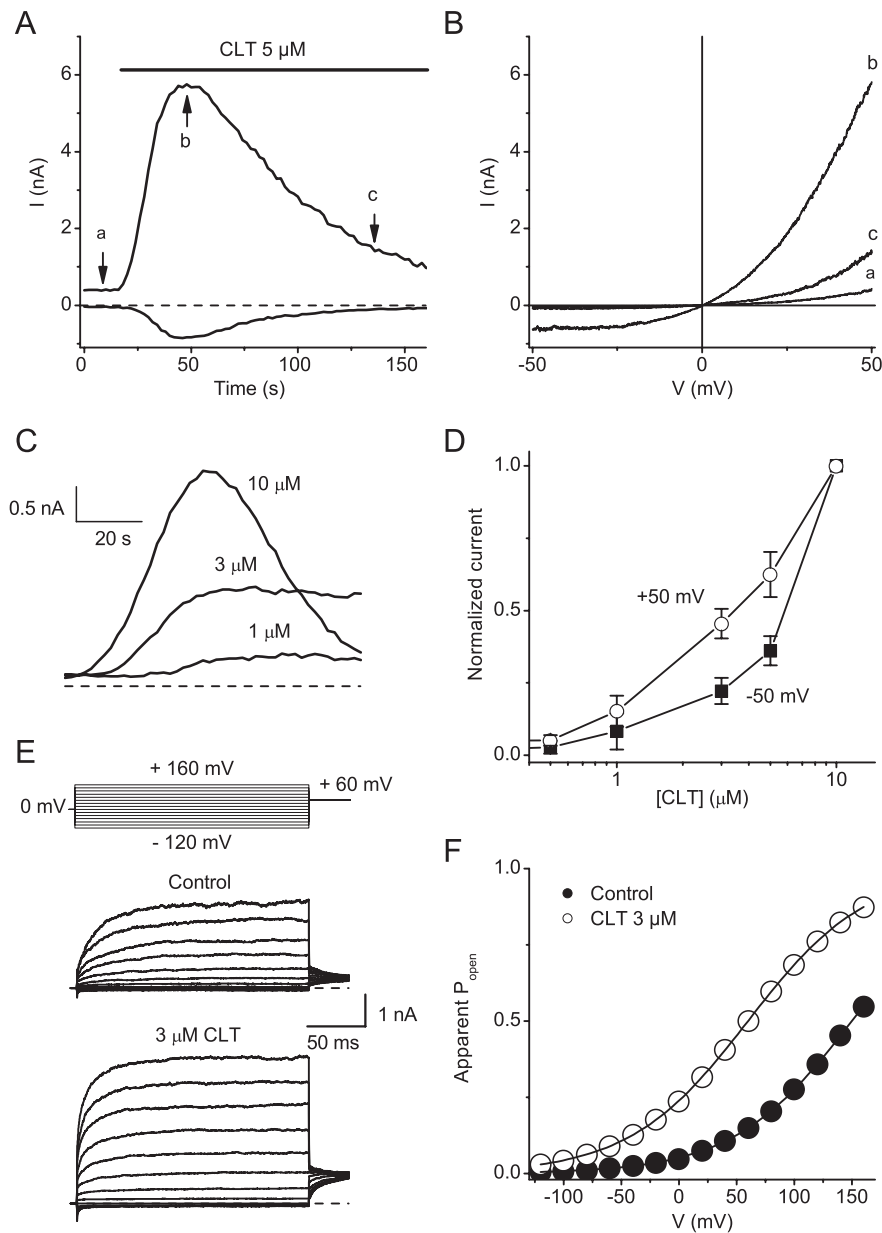 A
CLT 5 µM
6
4
2
0
I (nA)
a
b
c
0
50
100
150
Time (s)
B
6
4
2
0
I (nA)
b
c
a
-50
0
50
V (mV)
C
0.5 nA
20 s
10 µM
3 µM
1 µM
D
1.0
0.5
0.0
Normalized current
+50 mV
-50 mV
1
10
[CLT] (µM)
E
+ 160 mV
+ 60 mV
0 mV
- 120 mV
Control
1 nA
50 ms
3 µM CLT
F
1.0
0.5
0.0
Apparent Popen
Control
CLT 3 µM
-100
-50
0
50
100
150
V (mV)